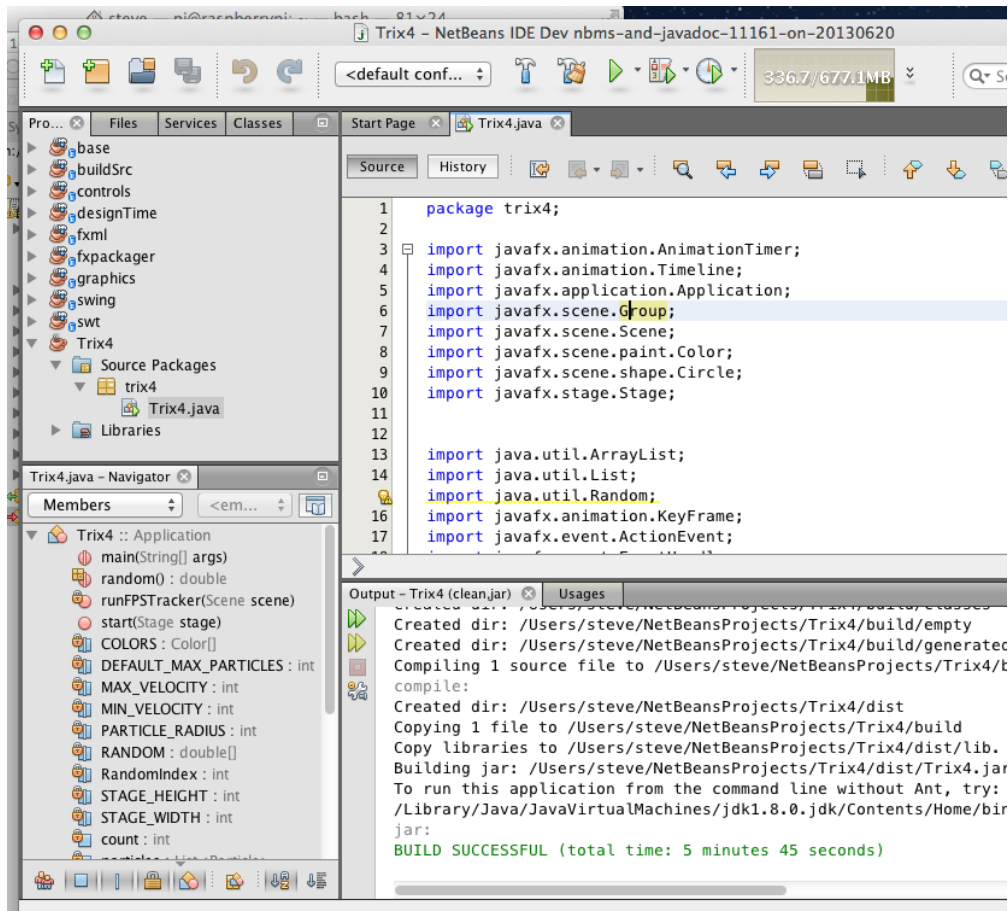 steve — pi@raspberrypi: ~ — bash — 81×24
Trix4 – NetBeans IDE Dev nbms-and-javadoc-11161-on-20130620
<default conf...
336.7/677.1MB
Pro...
Files
Services
Classes
base
buildSrc
controls
designTime
fxml
fxpackager
graphics
swing
swt
Trix4
Source Packages
trix4
Trix4.java
Libraries
Trix4.java – Navigator
Members
<em...
Trix4 :: Application
main(String[] args)
random() : double
runFPSTracker(Scene scene)
start(Stage stage)
COLORS : Color[]
DEFAULT_MAX_PARTICLES : int
MAX_VELOCITY : int
MIN_VELOCITY : int
PARTICLE_RADIUS : int
RANDOM : double[]
RandomIndex : int
STAGE_HEIGHT : int
STAGE_WIDTH : int
count : int
Start Page
Trix4.java
Source
History
1 package trix4;
2
3 import javafx.animation.AnimationTimer;
4 import javafx.animation.Timeline;
5 import javafx.application.Application;
6 import javafx.scene.Group;
7 import javafx.scene.Scene;
8 import javafx.scene.paint.Color;
9 import javafx.scene.shape.Circle;
10 import javafx.stage.Stage;
11
12
13 import java.util.ArrayList;
14 import java.util.List;
import java.util.Random;
16 import javafx.animation.KeyFrame;
17 import javafx.event.ActionEvent;
Output – Trix4 (clean,jar)
Usages
Created dir: /Users/steve/NetBeansProjects/Trix4/build/classes
Created dir: /Users/steve/NetBeansProjects/Trix4/build/empty
Created dir: /Users/steve/NetBeansProjects/Trix4/build/generated
Compiling 1 source file to /Users/steve/NetBeansProjects/Trix4/b
compile:
Created dir: /Users/steve/NetBeansProjects/Trix4/dist
Copying 1 file to /Users/steve/NetBeansProjects/Trix4/build
Copy libraries to /Users/steve/NetBeansProjects/Trix4/dist/lib.
Building jar: /Users/steve/NetBeansProjects/Trix4/dist/Trix4.jar
To run this application from the command line without Ant, try:
/Library/Java/JavaVirtualMachines/jdk1.8.0.jdk/Contents/Home/bin
jar:
BUILD SUCCESSFUL (total time: 5 minutes 45 seconds)